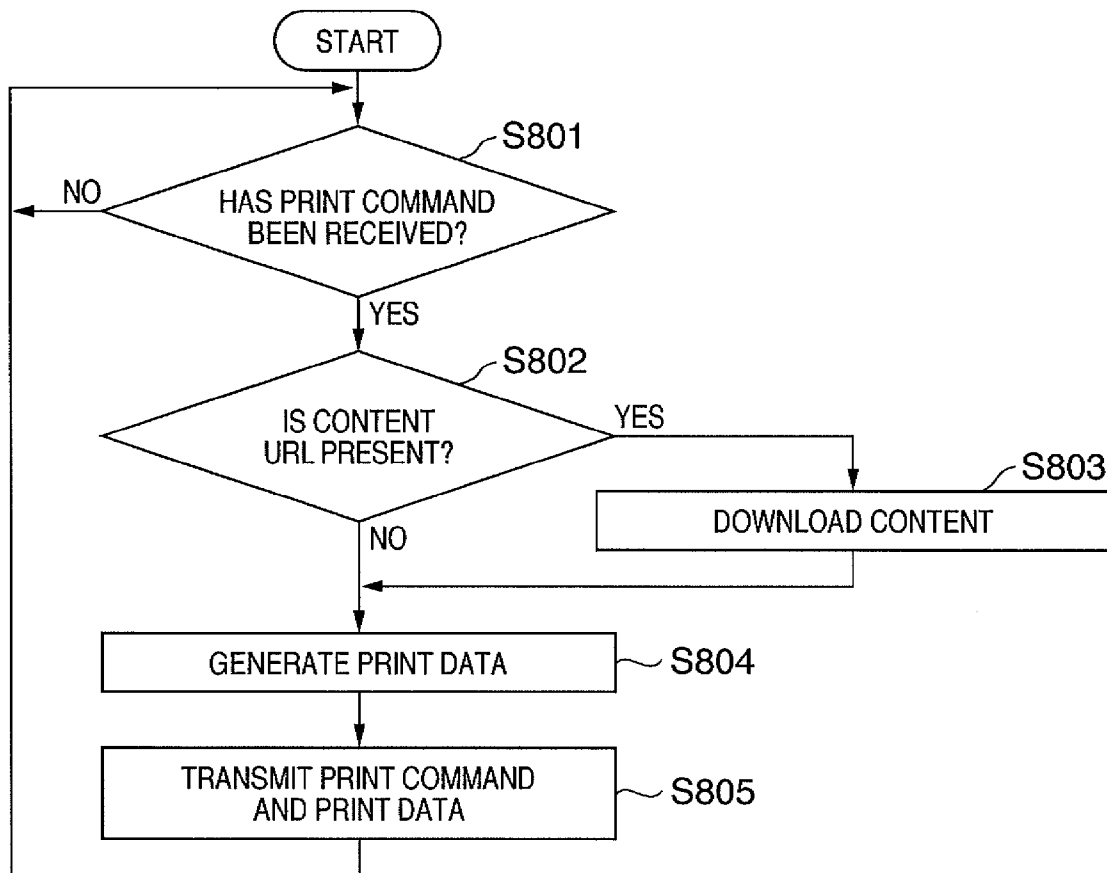 START
S801
NO
HAS PRINT COMMAND
BEEN RECEIVED?
YES
S802
IS CONTENT
URL PRESENT?
YES
S803
DOWNLOAD CONTENT
NO
GENERATE PRINT DATA
S804
TRANSMIT PRINT COMMAND
AND PRINT DATA
S805